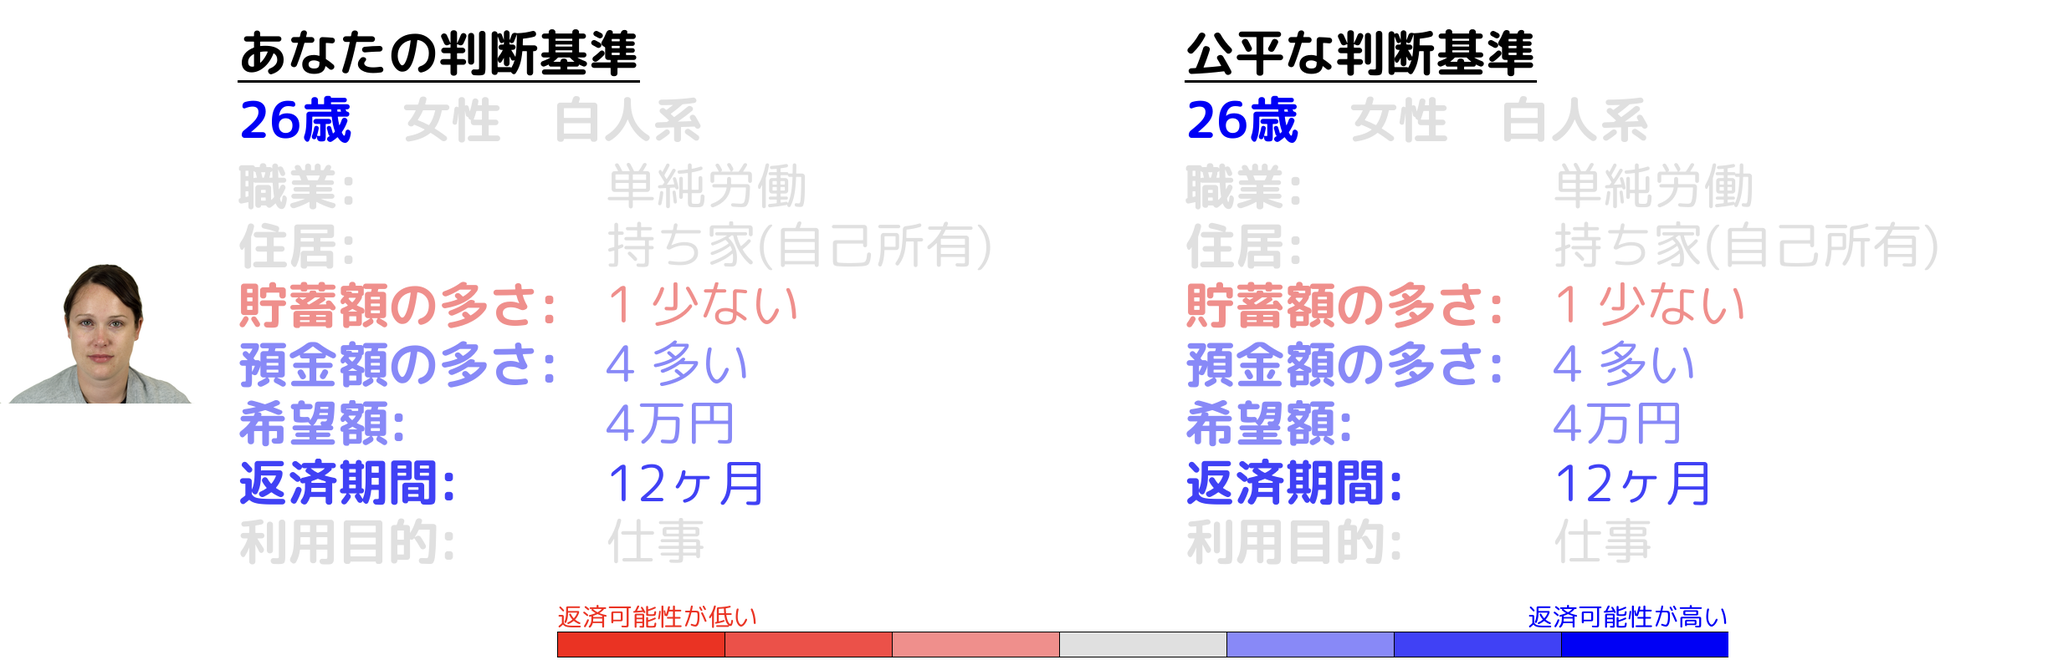 あなたの判断基準
26歳 女性 白人系
職業: 単純労働
住居: 持ち家(自己所有)
貯蓄額の多さ: 1 少ない
預金額の多さ: 4 多い
希望額: 4万円
返済期間: 12ヶ月
利用目的: 仕事
公平な判断基準
26歳 女性 白人系
職業: 単純労働
住居: 持ち家(自己所有)
貯蓄額の多さ: 1 少ない
預金額の多さ: 4 多い
希望額: 4万円
返済期間: 12ヶ月
利用目的: 仕事
返済可能性が低い
返済可能性が高い